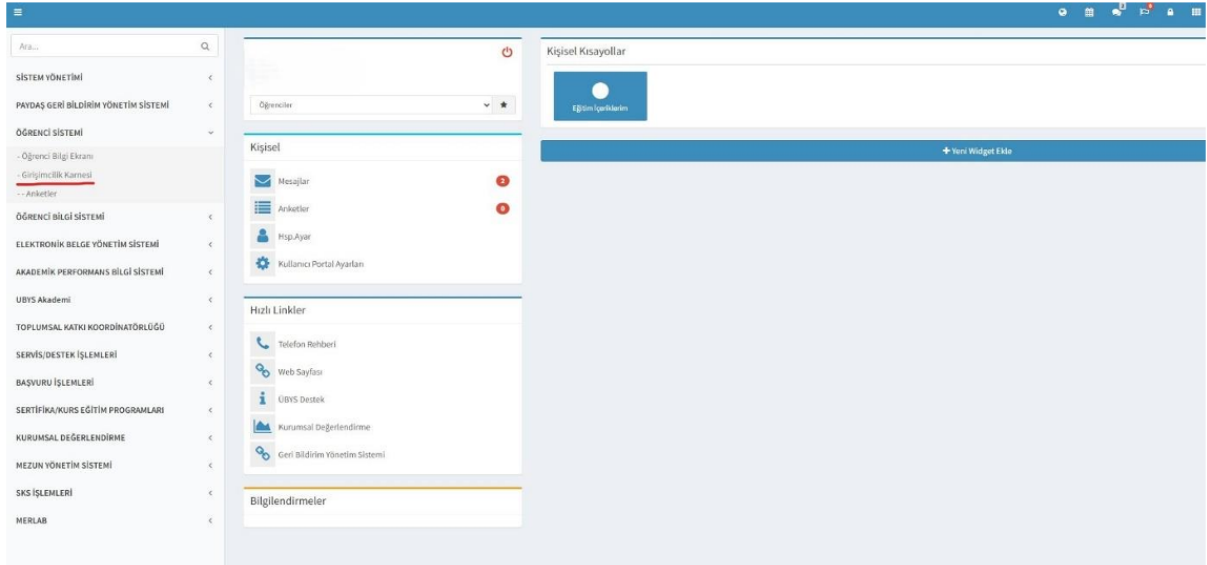 Ara...
SİSTEM YÖNETİMİ
PAYDAŞ GERİ BİLDİRİM YÖNETİM SİSTEMİ
ÖĞRENCİ SİSTEMİ
- Öğrenci Bilgi Ekranı
- Girişimcilik Karnesi
- - Anketler
ÖĞRENCİ BİLGİ SİSTEMİ
ELEKTRONİK BELGE YÖNETİM SİSTEMİ
AKADEMİK PERFORMANS BİLGİ SİSTEMİ
UBYS Akademi
TOPLUMSAL KATKI KOORDİNATÖRLÜĞÜ
SERVİS/DESTEK İŞLEMLERİ
BAŞVURU İŞLEMLERİ
SERTİFİKA/KURS EĞİTİM PROGRAMLARI
KURUMSAL DEĞERLENDİRME
MEZUN YÖNETİM SİSTEMİ
SKS İŞLEMLERİ
MERLAB
Öğrenciler
Kişisel
Mesajlar 3
Anketler 8
Hsp.Ayar
Kullanıcı Portal Ayarları
Hızlı Linkler
Telefon Rehberi
Web Sayfası
ÜBYS Destek
Kurumsal Değerlendirme
Geri Bildirim Yönetim Sistemi
Bilgilendirmeler
Kişisel Kısayollar
Eğitim İçeriklerim
+ Yeni Widget Ekle